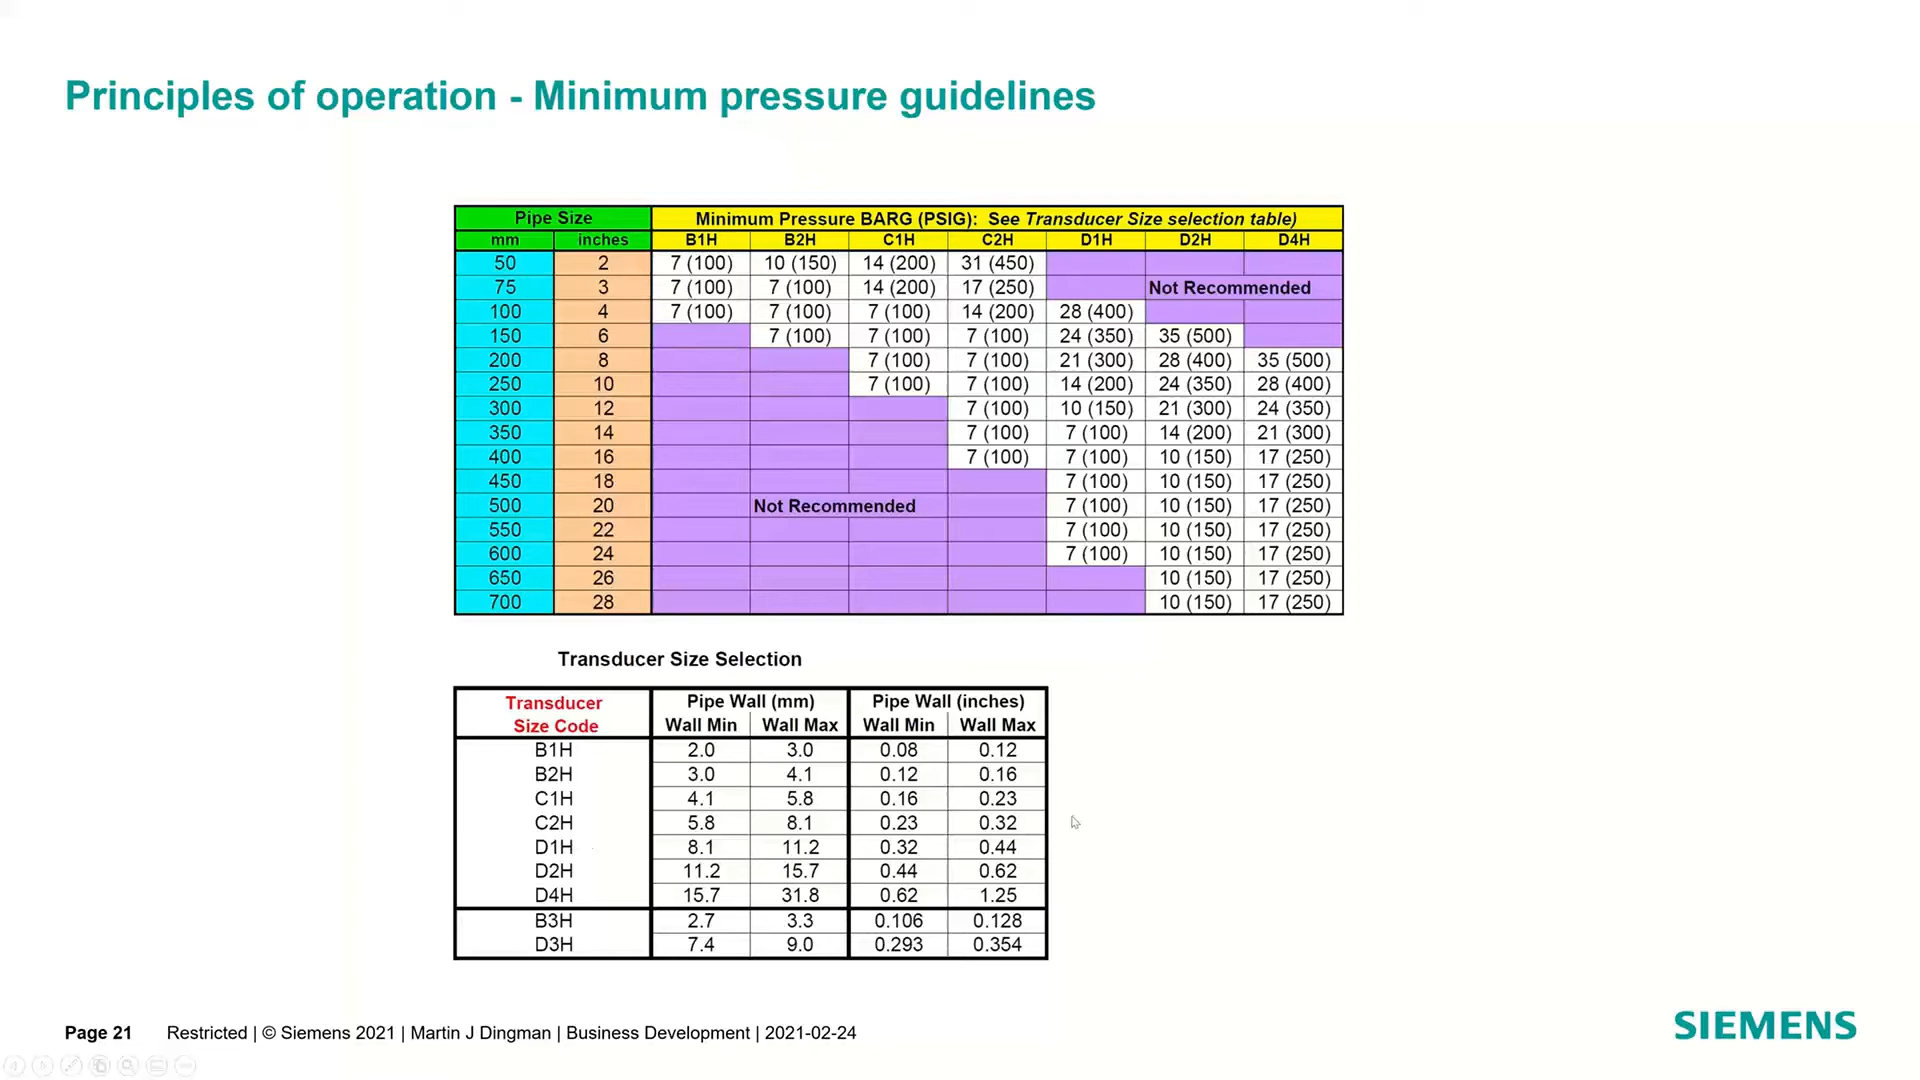 Principles of operation - Minimum pressure guidelines
Pipe Size Minimum Pressure BARG (PSIG): See Transducer Size selection table)
mm inches B1H B2H C1H C2H D1H D2H D4H
50 2 7 (100) 10 (150) 14 (200) 31 (450)
75 3 7 (100) 7 (100) 14 (200) 17 (250) Not Recommended
100 4 7 (100) 7 (100) 7 (100) 14 (200) 28 (400)
150 6 7 (100) 7 (100) 7 (100) 24 (350) 35 (500)
200 8 7 (100) 7 (100) 21 (300) 28 (400) 35 (500)
250 10 7 (100) 7 (100) 14 (200) 24 (350) 28 (400)
300 12 7 (100) 10 (150) 21 (300) 24 (350)
350 14 7 (100) 7 (100) 14 (200) 21 (300)
400 16 7 (100) 7 (100) 10 (150) 17 (250)
450 18 7 (100) 10 (150) 17 (250)
500 20 Not Recommended 7 (100) 10 (150) 17 (250)
550 22 7 (100) 10 (150) 17 (250)
600 24 7 (100) 10 (150) 17 (250)
650 26 10 (150) 17 (250)
700 28 10 (150) 17 (250)
Transducer Size Selection
Transducer Pipe Wall (mm) Pipe Wall (inches)
Size Code Wall Min Wall Max Wall Min Wall Max
B1H 2.0 3.0 0.08 0.12
B2H 3.0 4.1 0.12 0.16
C1H 4.1 5.8 0.16 0.23
C2H 5.8 8.1 0.23 0.32
D1H 8.1 11.2 0.32 0.44
D2H 11.2 15.7 0.44 0.62
D4H 15.7 31.8 0.62 1.25
B3H 2.7 3.3 0.106 0.128
D3H 7.4 9.0 0.293 0.354
Page 21 Restricted | © Siemens 2021 | Martin J Dingman | Business Development | 2021-02-24
SIEMENS